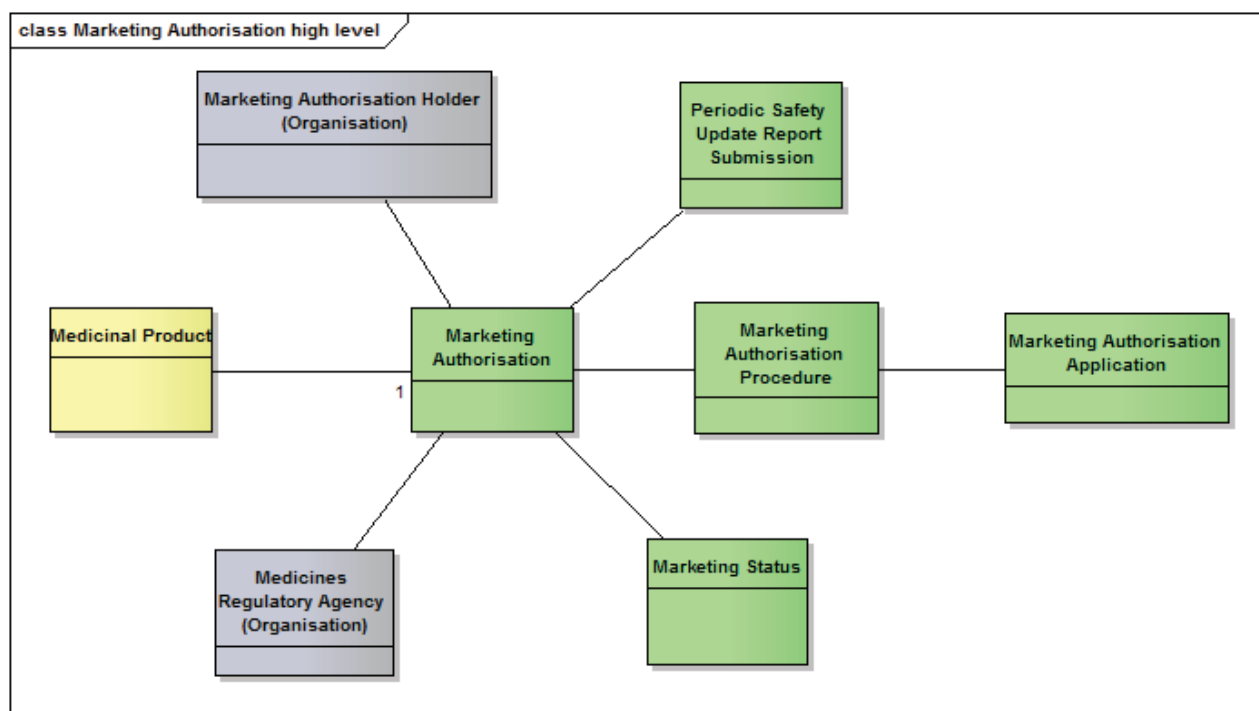 class Marketing Authorisation high level
Marketing Authorisation Holder
(Organisation)
Periodic Safety
Update Report
Submission
Medicinal Product
Marketing
Authorisation
1
Marketing
Authorisation
Procedure
Marketing Authorisation
Application
Medicines
Regulatory Agency
(Organisation)
Marketing Status